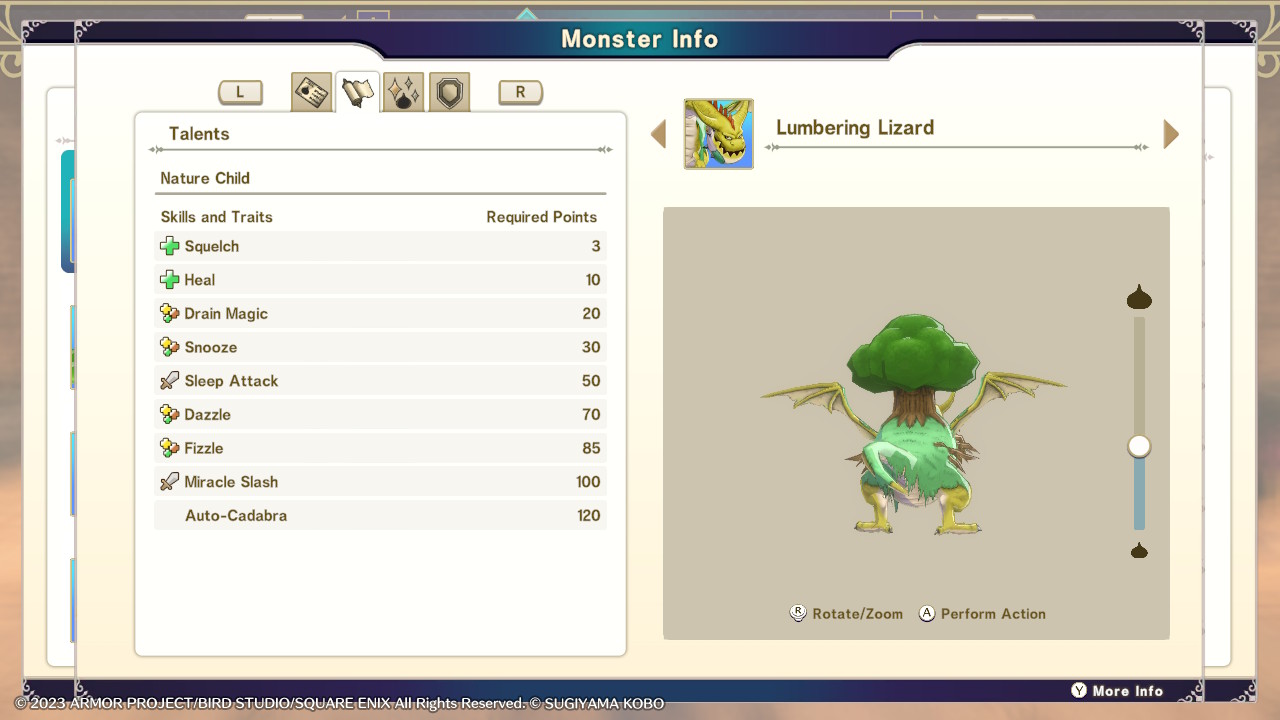 Monster Info
L
R
Talents
Nature Child
Skills and Traits Required Points
Squelch 3
Heal 10
Drain Magic 20
Snooze 30
Sleep Attack 50
Dazzle 70
Fizzle 85
Miracle Slash 100
Auto-Cadabra 120
Lumbering Lizard
R Rotate/Zoom A Perform Action
Y More Info
© 2023 ARMOR PROJECT/BIRD STUDIO/SQUARE ENIX All Rights Reserved. © SUGIYAMA KOBO